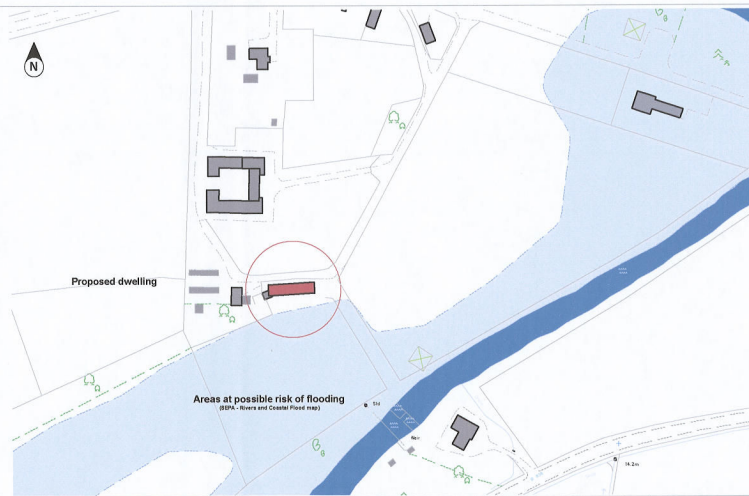 N
Proposed dwelling
Areas at possible risk of flooding
(SEPA - Rivers and Coastal Flood map)
14.2m